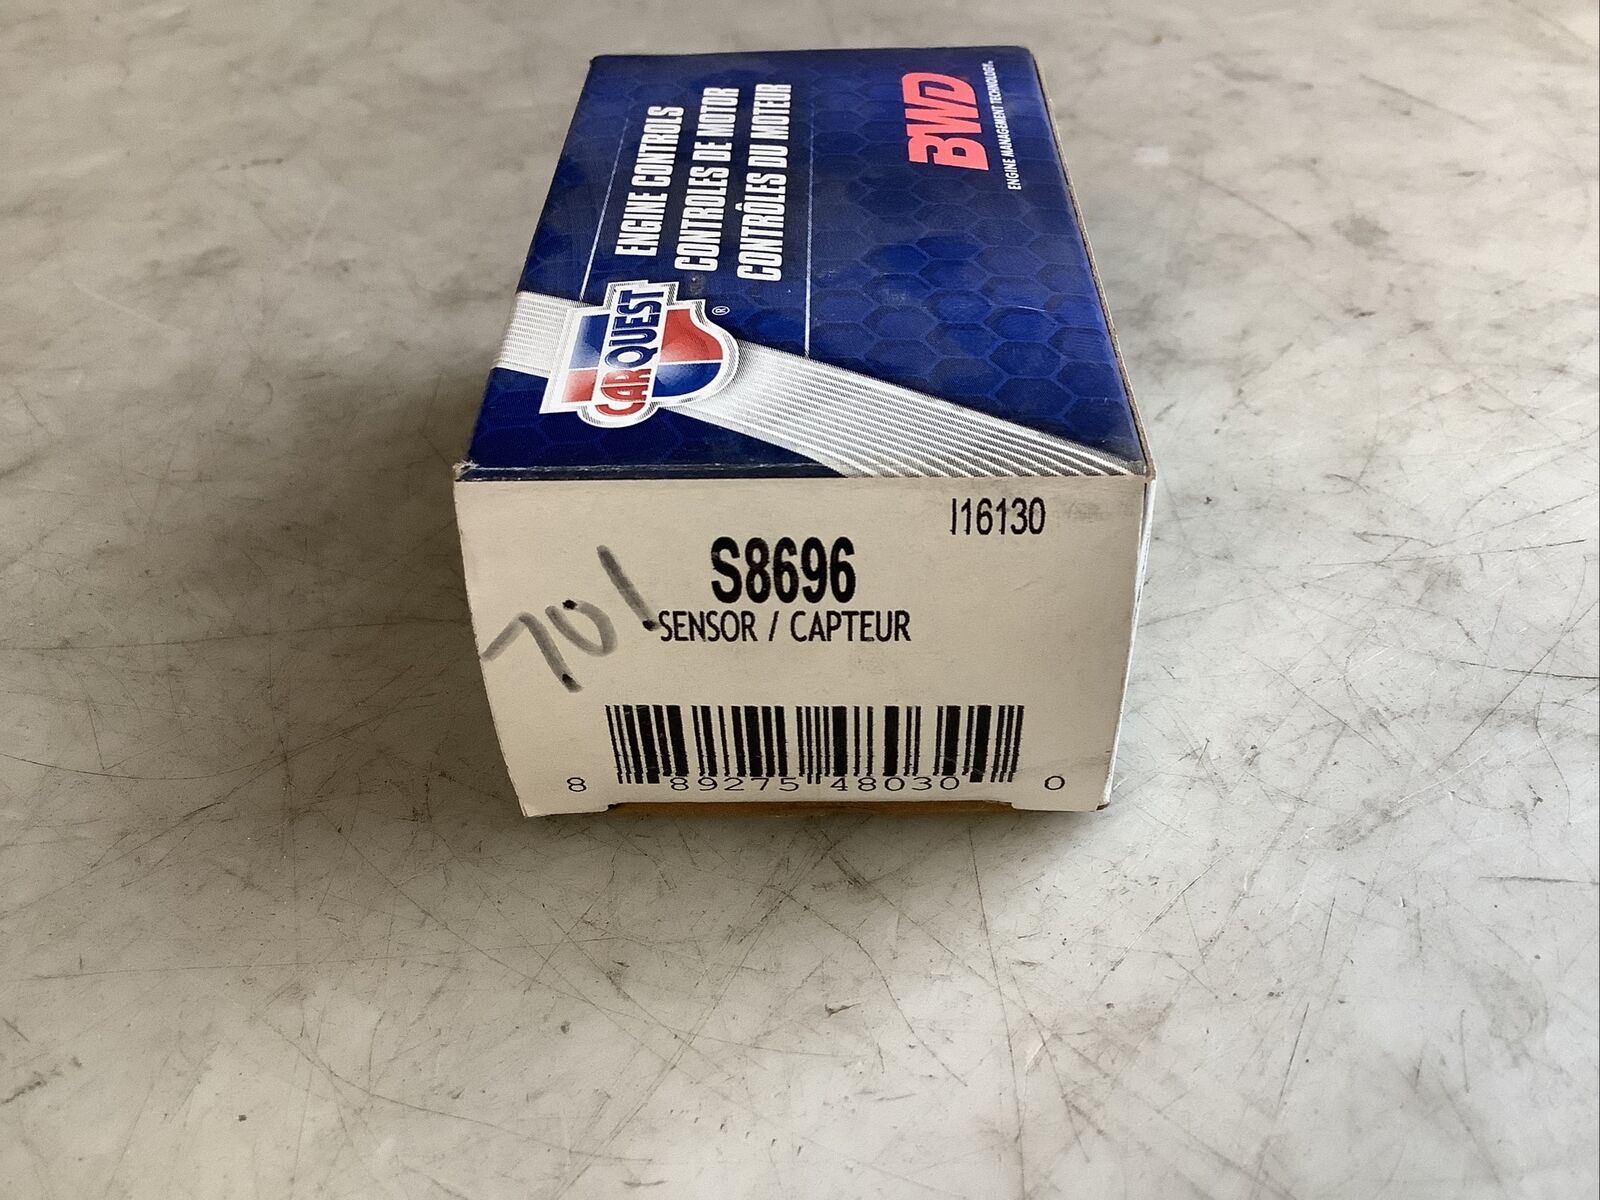 ENGINE CONTROLS
CONTROLES DE MOTOR
CONTRÔLES DU MOTEUR
CARQUEST®
BWD
ENGINE MANAGEMENT TECHNOLOGY®
I16130
S8696
SENSOR / CAPTEUR
701
8 89275 48030 0